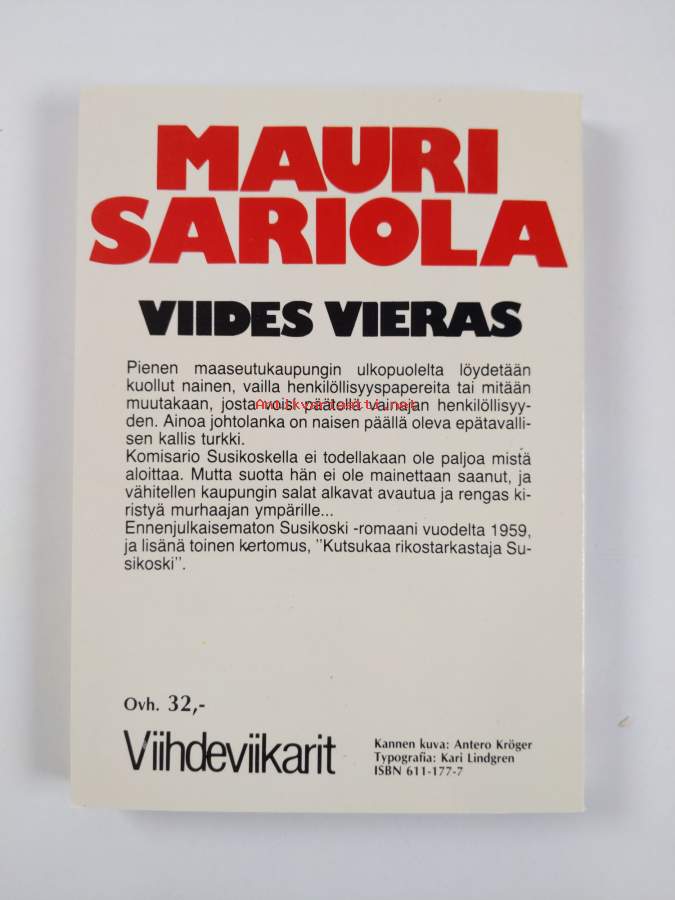 MAURI
SARIOLA
VIIDES VIERAS
Pienen maaseutukaupungin ulkopuolelta löydetään
kuollut nainen, vailla henkilöllisyyspapereita tai mitään
muutakaan, josta voisi päätellä vainajan henkilöllisyy-
den. Ainoa johtolanka on naisen päällä oleva epätavalli-
sen kallis turkki.
Komisario Susikoskella ei todellakaan ole paljoa mistä
aloittaa. Mutta suotta hän ei ole mainettaan saanut, ja
vähitellen kaupungin salat alkavat avautua ja rengas ki-
ristyä murhaajan ympärille...
Ennenjulkaisematon Susikoski -romaani vuodelta 1959,
ja lisänä toinen kertomus, "Kutsukaa rikostarkastaja Su-
sikoski".
Ovh. 32,-
Viihdeviikarit
Kannen kuva: Antero Kröger
Typografia: Kari Lindgren
ISBN 611-177-7